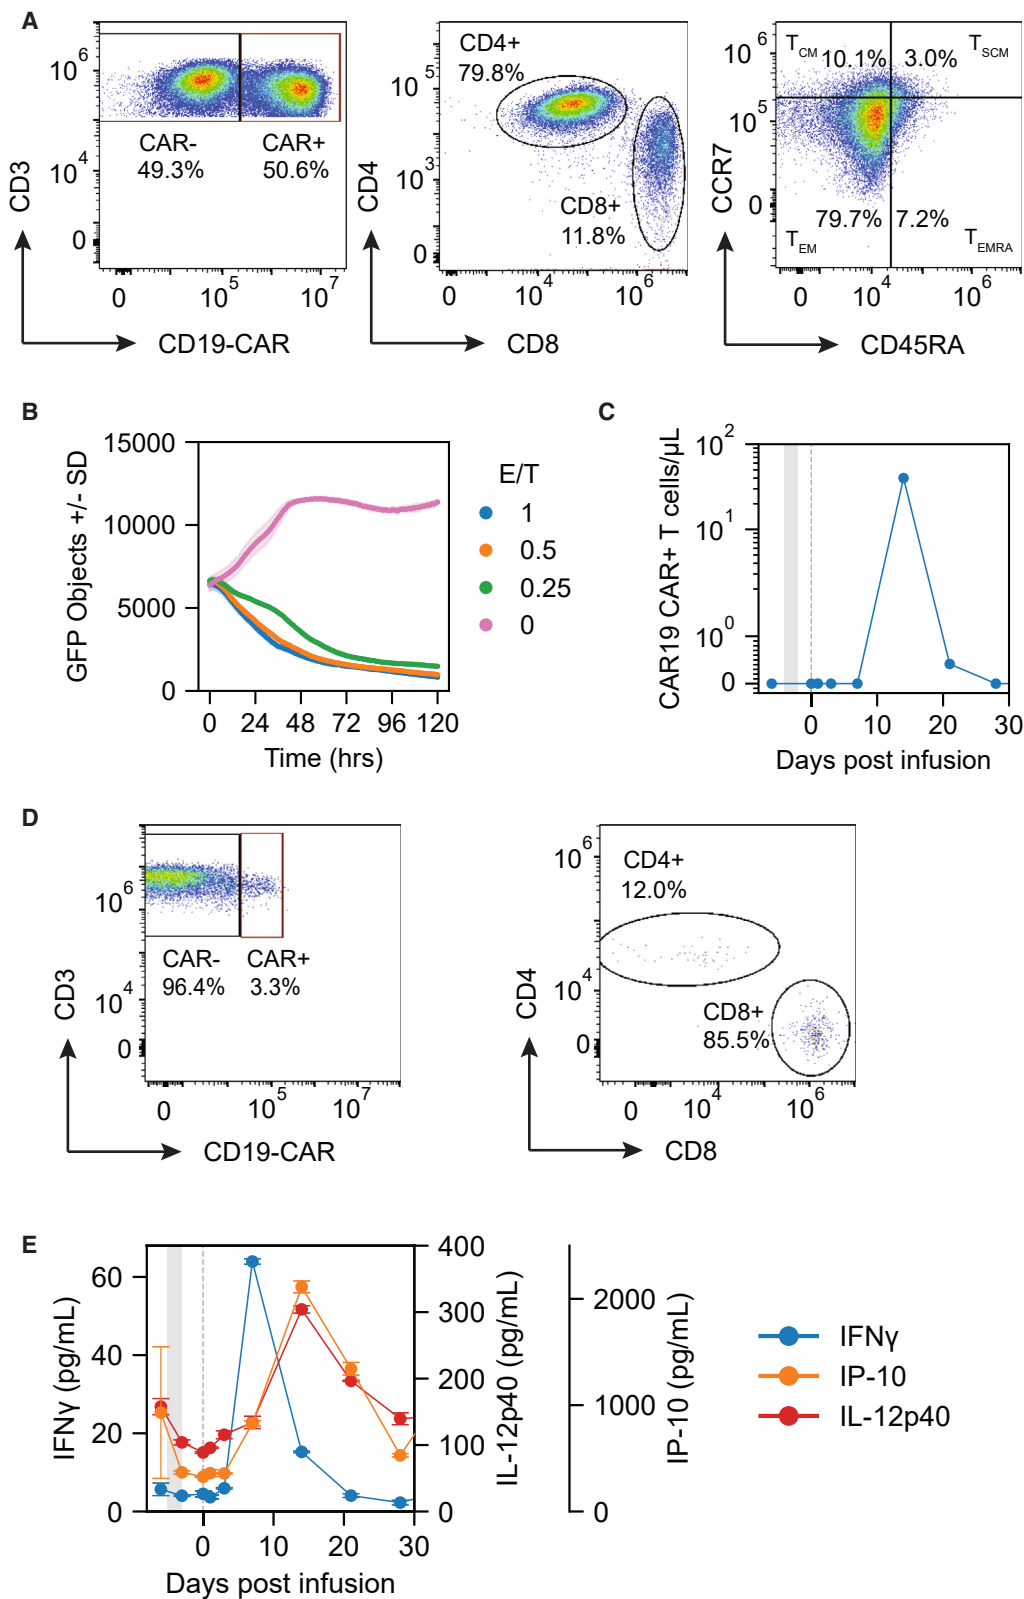 A
CD3
10^6
10^4
0
CAR-
49.3%
CAR+
50.6%
0
10^5
10^7
CD19-CAR
CD4
10^5
10^3
0
CD4+
79.8%
CD8+
11.8%
0
10^4
10^6
CD8
CCR7
10^6
10^5
0
T_CM
10.1%
3.0%
T_SCM
79.7%
7.2%
T_EM
T_EMRA
0
10^4
10^6
CD45RA
B
GFP Objects +/- SD
15000
10000
5000
0
0 24 48 72 96 120
Time (hrs)
E/T
1
0.5
0.25
0
C
CAR19 CAR+ T cells/µL
10^2
10^1
10^0
0
0 10 20 30
Days post infusion
D
CD3
10^6
10^4
0
CAR-
96.4%
CAR+
3.3%
0
10^5
10^7
CD19-CAR
CD4
10^6
10^4
0
CD4+
12.0%
CD8+
85.5%
0
10^4
10^6
CD8
E
IFNγ (pg/mL)
60
40
20
0
0 10 20 30
Days post infusion
400
300
200
100
0
IL-12p40 (pg/mL)
2000
1000
0
IP-10 (pg/mL)
IFNγ
IP-10
IL-12p40